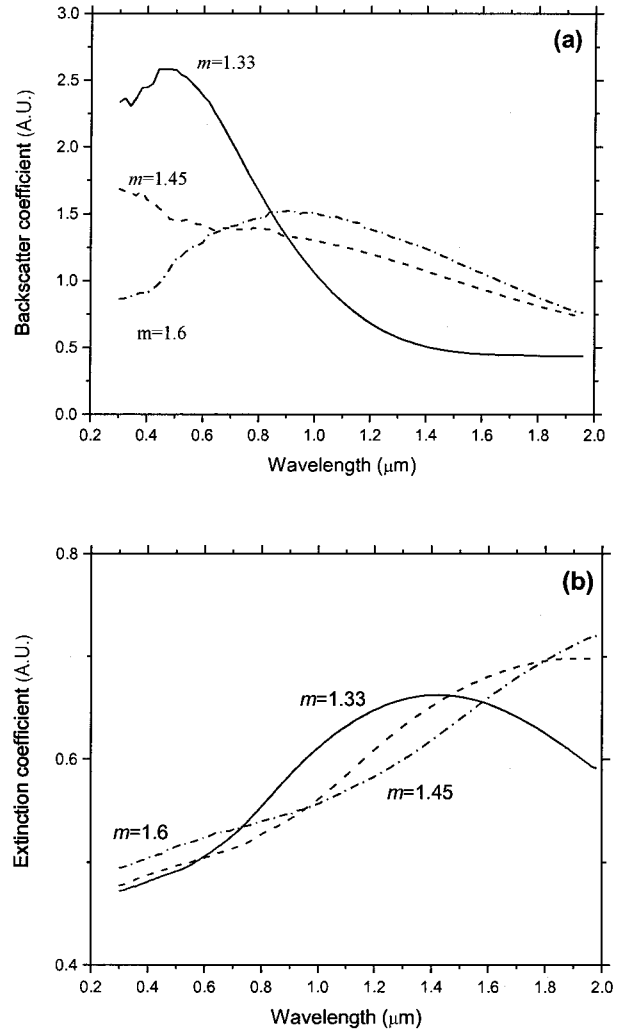 (a)
3.0
2.5
2.0
1.5
1.0
0.5
0.0
Backscatter coefficient (A.U.)
m=1.33
m=1.45
m=1.6
0.2 0.4 0.6 0.8 1.0 1.2 1.4 1.6 1.8 2.0
Wavelength (μm)
(b)
0.8
0.6
0.4
Extinction coefficient (A.U.)
m=1.33
m=1.6
m=1.45
0.2 0.4 0.6 0.8 1.0 1.2 1.4 1.6 1.8 2.0
Wavelength (μm)